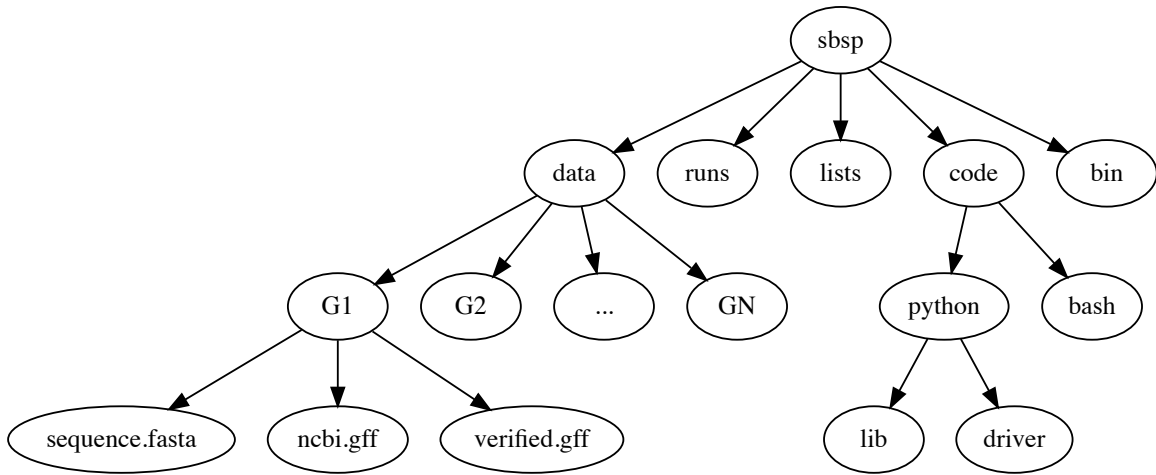 sbsp
data runs lists code bin
G1 G2 ... GN python bash
sequence.fasta ncbi.gff verified.gff lib driver